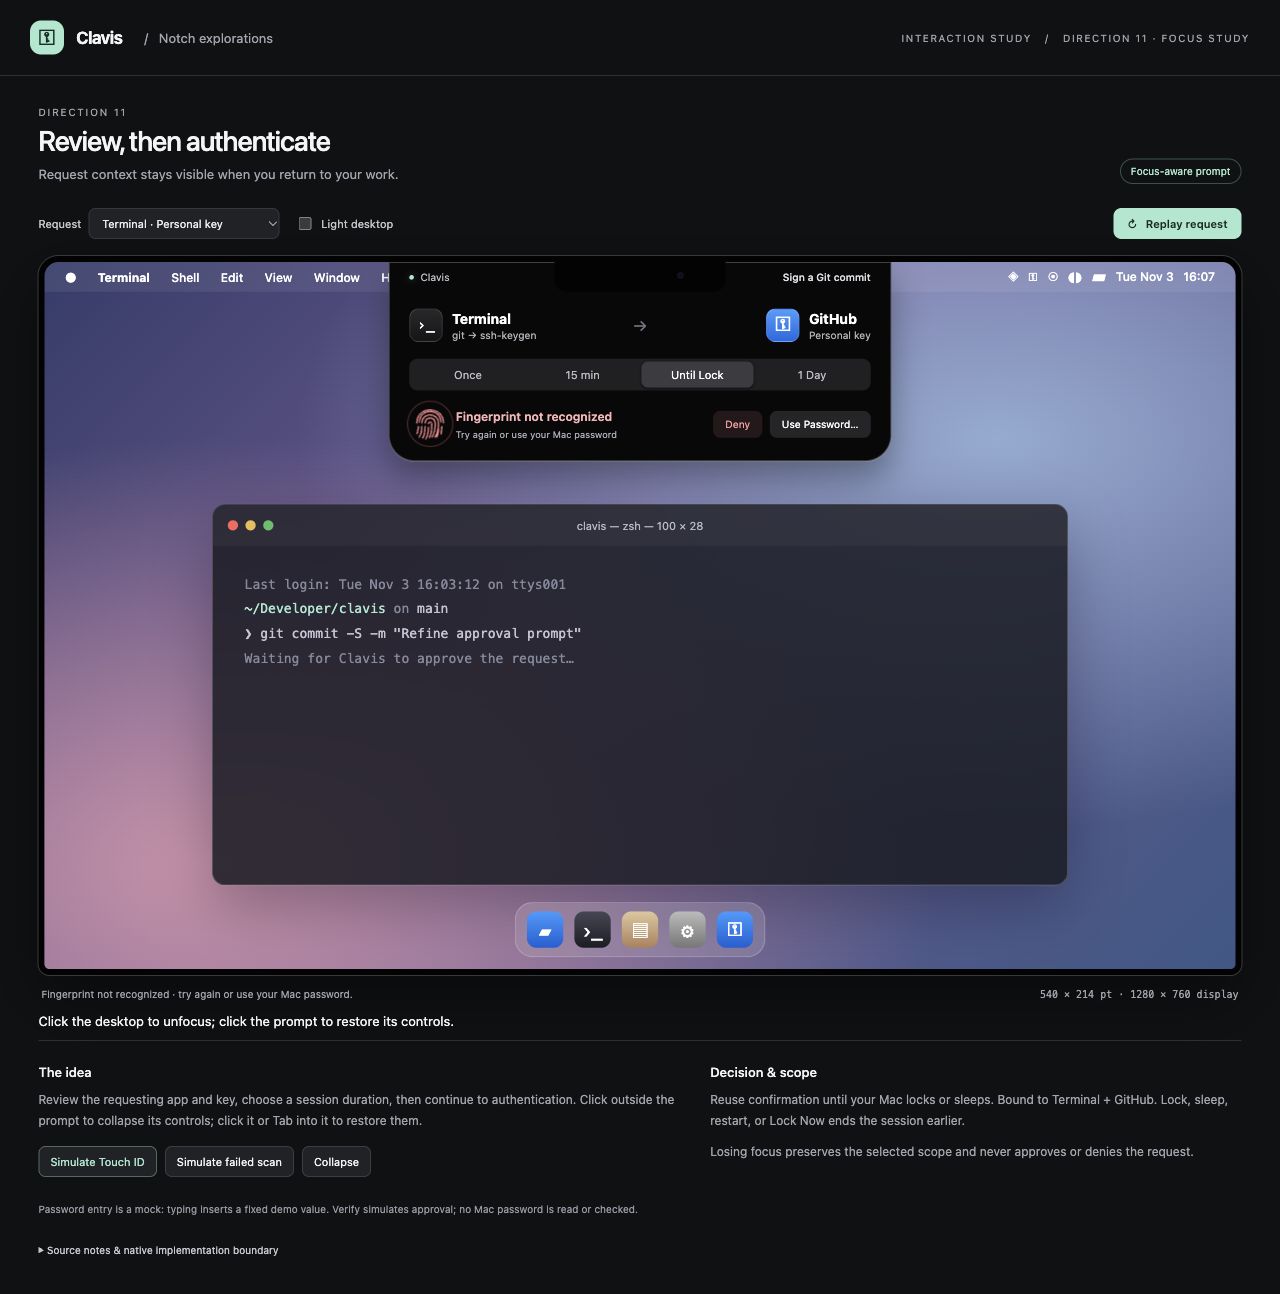 Clavis / Notch explorations
INTERACTION STUDY / DIRECTION 11 · FOCUS STUDY
DIRECTION 11
Review, then authenticate
Request context stays visible when you return to your work.
Focus-aware prompt
Request Terminal · Personal key Light desktop
↻ Replay request
Terminal Shell Edit View Window H
Clavis
Sign a Git commit
Tue Nov 3 16:07
Terminal
git → ssh-keygen
→
GitHub
Personal key
Once 15 min Until Lock 1 Day
Fingerprint not recognized
Try again or use your Mac password
Deny Use Password...
clavis — zsh — 100 × 28
Last login: Tue Nov 3 16:03:12 on ttys001
~/Developer/clavis on main
❯ git commit -S -m "Refine approval prompt"
Waiting for Clavis to approve the request…
Fingerprint not recognized · try again or use your Mac password.
540 × 214 pt · 1280 × 760 display
Click the desktop to unfocus; click the prompt to restore its controls.
The idea
Review the requesting app and key, choose a session duration, then continue to authentication. Click outside the
prompt to collapse its controls; click it or Tab into it to restore them.
Simulate Touch ID Simulate failed scan Collapse
Password entry is a mock: typing inserts a fixed demo value. Verify simulates approval; no Mac password is read or checked.
Source notes & native implementation boundary
Decision & scope
Reuse confirmation until your Mac locks or sleeps. Bound to Terminal + GitHub. Lock, sleep,
restart, or Lock Now ends the session earlier.
Losing focus preserves the selected scope and never approves or denies the request.